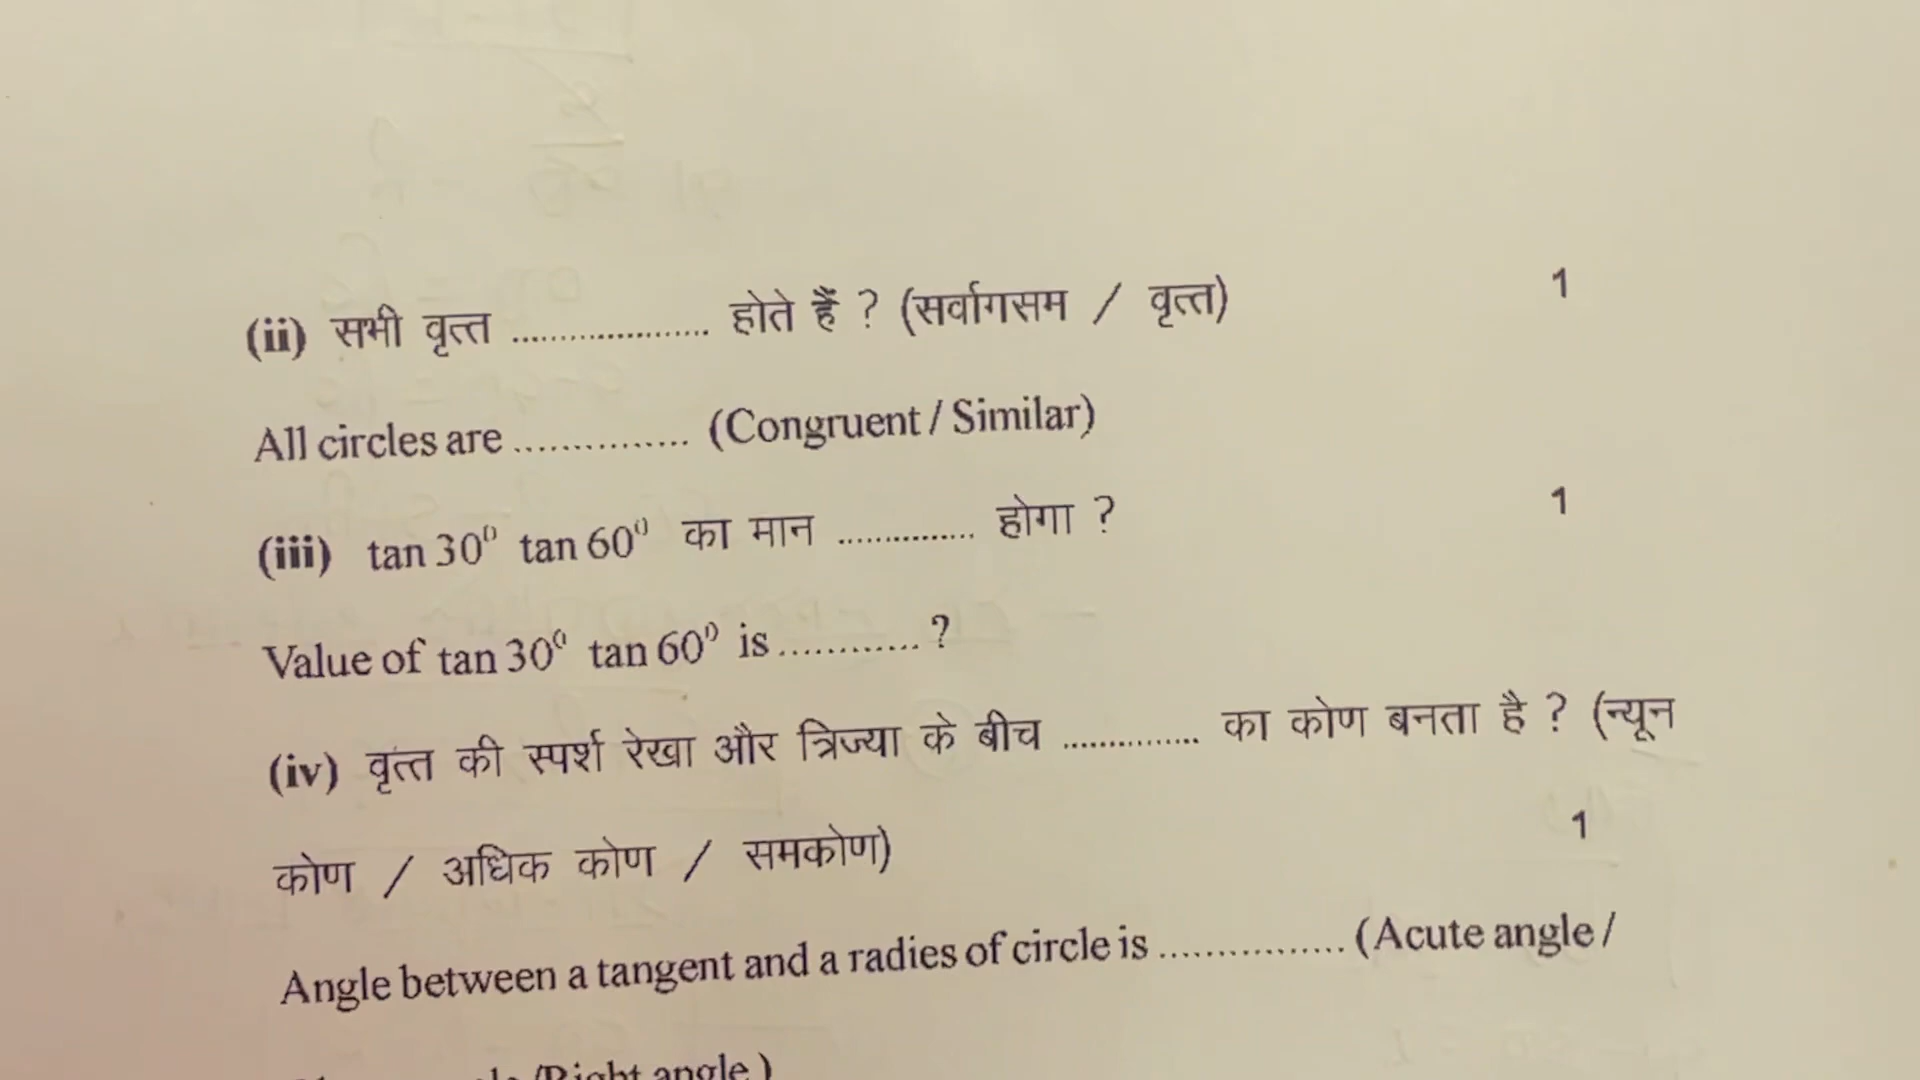 (ii) सभी वृत्त .................... होते हैं ? (सर्वागसम / वृत्त) 1
All circles are ............... (Congruent / Similar)
(iii) tan 30⁰ tan 60⁰ का मान ............... होगा ? 1
Value of tan 30⁰ tan 60⁰ is ............ ?
(iv) वृत्त की स्पर्श रेखा और त्रिज्या के बीच ............... का कोण बनता है ? (न्यून
कोण / अधिक कोण / समकोण) 1
Angle between a tangent and a radies of circle is ................ (Acute angle /
/Right angle )